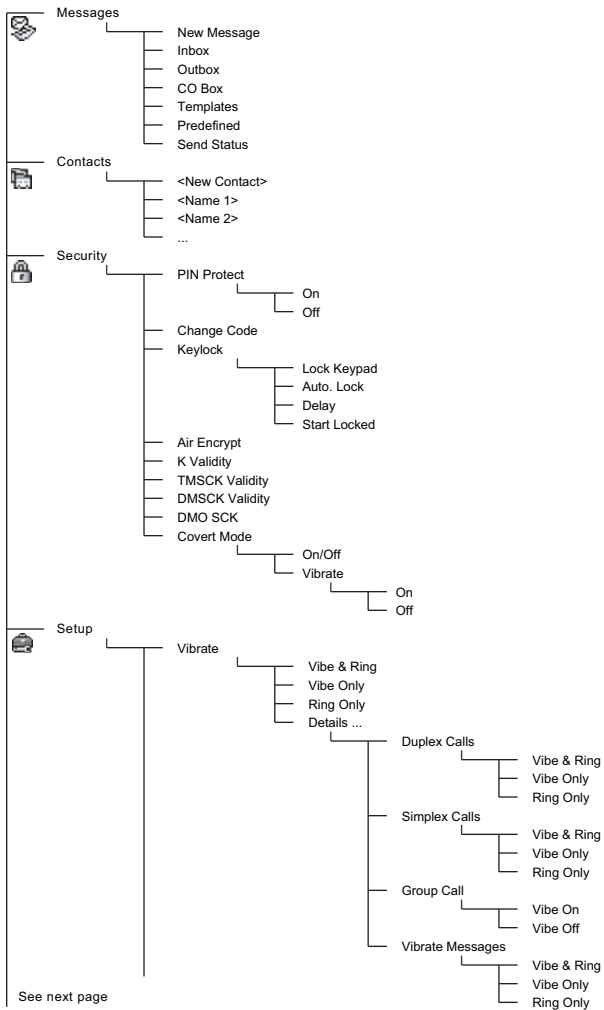 Messages
New Message
Inbox
Outbox
CO Box
Templates
Predefined
Send Status
Contacts
<New Contact>
<Name 1>
<Name 2>
...
Security
PIN Protect
On
Off
Change Code
Keylock
Lock Keypad
Auto. Lock
Delay
Start Locked
Air Encrypt
K Validity
TMSCK Validity
DMSCK Validity
DMO SCK
Covert Mode
On/Off
Vibrate
On
Off
Setup
Vibrate
Vibe & Ring
Vibe Only
Ring Only
Details ...
Duplex Calls
Vibe & Ring
Vibe Only
Ring Only
Simplex Calls
Vibe & Ring
Vibe Only
Ring Only
Group Call
Vibe On
Vibe Off
Vibrate Messages
Vibe & Ring
Vibe Only
Ring Only
See next page